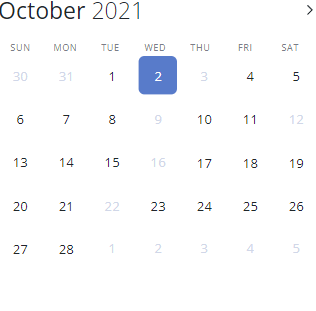 October 2021
SUN MON TUE WED THU FRI SAT
30 31 1 2 3 4 5
6 7 8 9 10 11 12
13 14 15 16 17 18 19
20 21 22 23 24 25 26
27 28 1 2 3 4 5